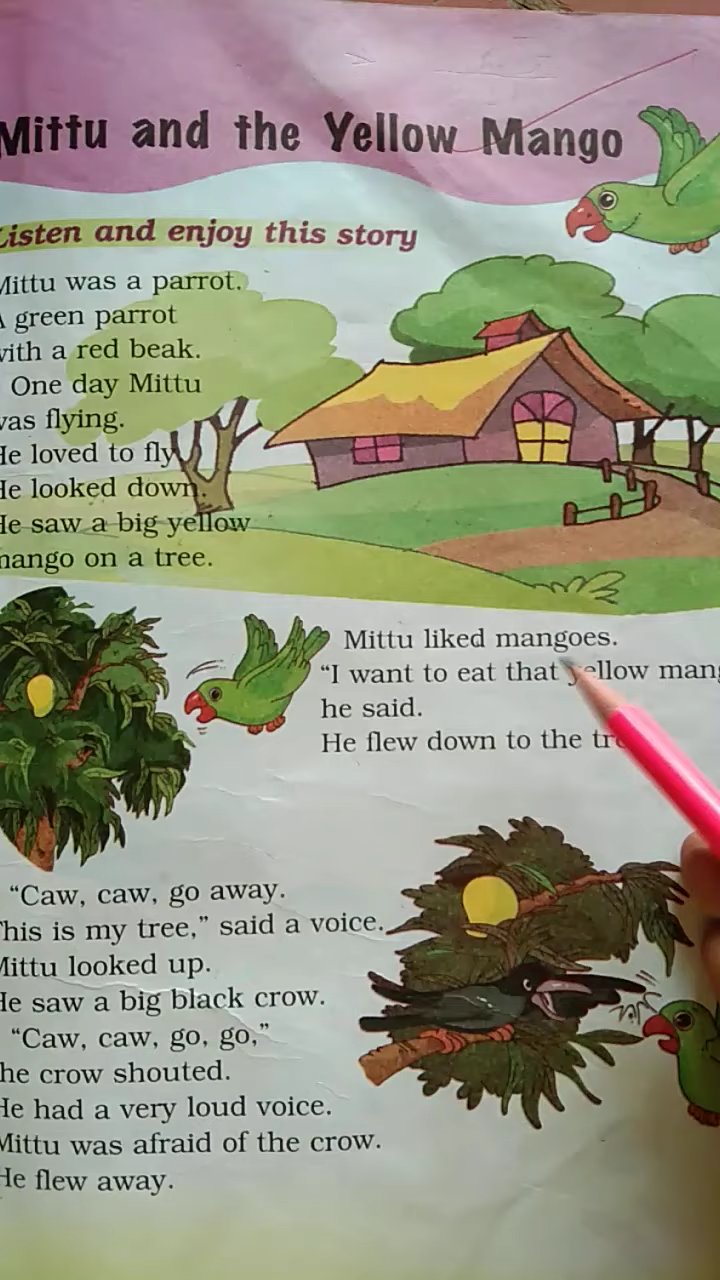 Mittu and the Yellow Mango
Listen and enjoy this story
Mittu was a parrot.
A green parrot
with a red beak.
One day Mittu
was flying.
He loved to fly
He looked down.
He saw a big yellow
mango on a tree.
Mittu liked mangoes.
“I want to eat that yellow
he said.
He flew down to the
“Caw, caw, go away.
This is my tree,” said a voice.
Mittu looked up.
He saw a big black crow.
“Caw, caw, go, go,”
the crow shouted.
He had a very loud voice.
Mittu was afraid of the crow.
He flew away.